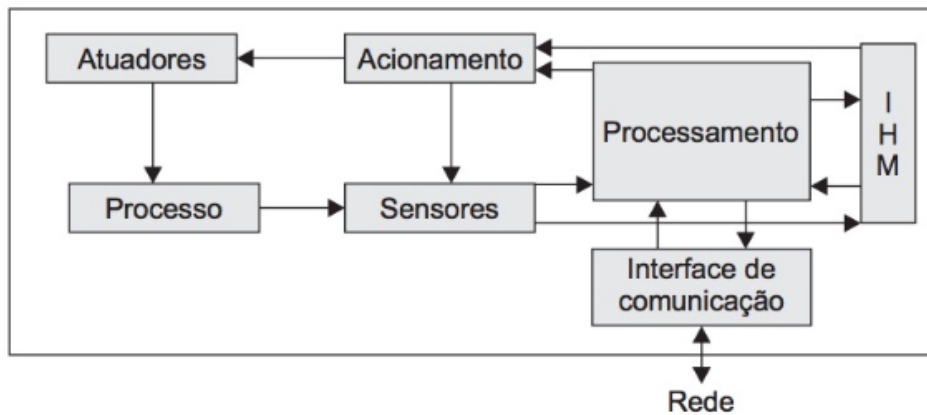 Atuadores
Acionamento
Processamento
I
H
M
Processo
Sensores
Interface de
comunicação
Rede